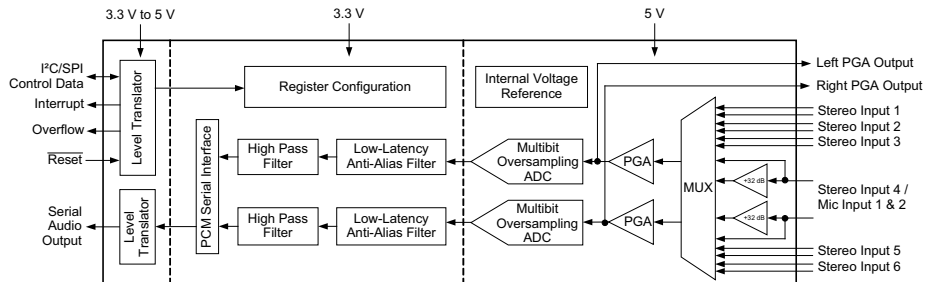 3.3 V to 5 V
3.3 V
5 V
I²C/SPI
Control Data
Interrupt
Overflow
Reset
Serial
Audio
Output
Level Translator
Level
Translator
Register Configuration
Internal Voltage
Reference
Left PGA Output
Right PGA Output
PCM Serial Interface
High Pass
Filter
Low-Latency
Anti-Alias Filter
Multibit
Oversampling
ADC
PGA
High Pass
Filter
Low-Latency
Anti-Alias Filter
Multibit
Oversampling
ADC
PGA
MUX
+32 dB
+32 dB
Stereo Input 1
Stereo Input 2
Stereo Input 3
Stereo Input 4 /
Mic Input 1 & 2
Stereo Input 5
Stereo Input 6